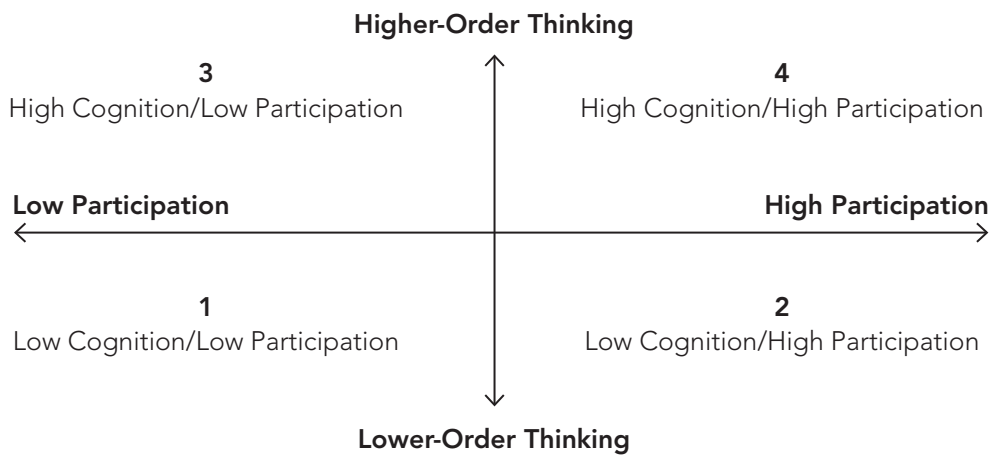 Higher-Order Thinking
3
High Cognition/Low Participation
4
High Cognition/High Participation
Low Participation
High Participation
1
Low Cognition/Low Participation
2
Low Cognition/High Participation
Lower-Order Thinking